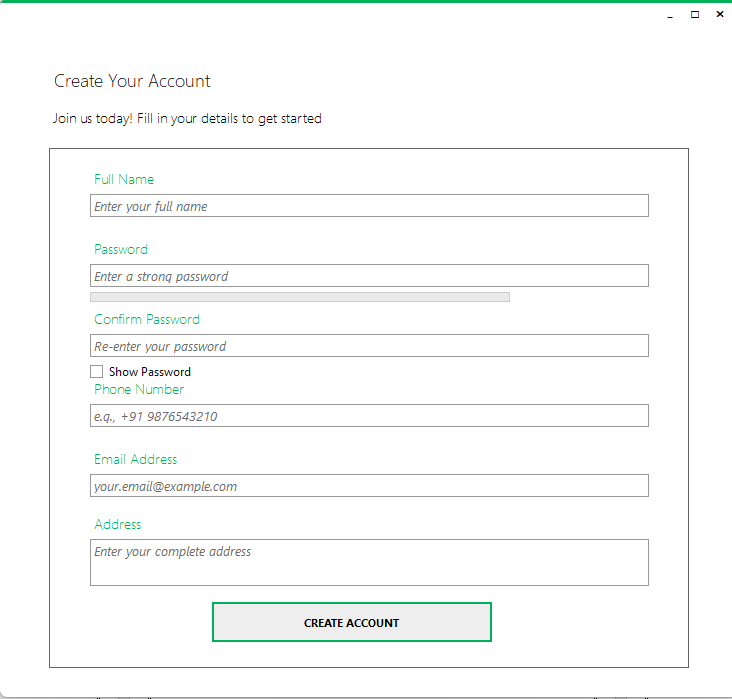 Create Your Account
Join us today! Fill in your details to get started
Full Name
Enter your full name
Password
Enter a strong password
Confirm Password
Re-enter your password
Show Password
Phone Number
e.g., +91 9876543210
Email Address
your.email@example.com
Address
Enter your complete address
CREATE ACCOUNT